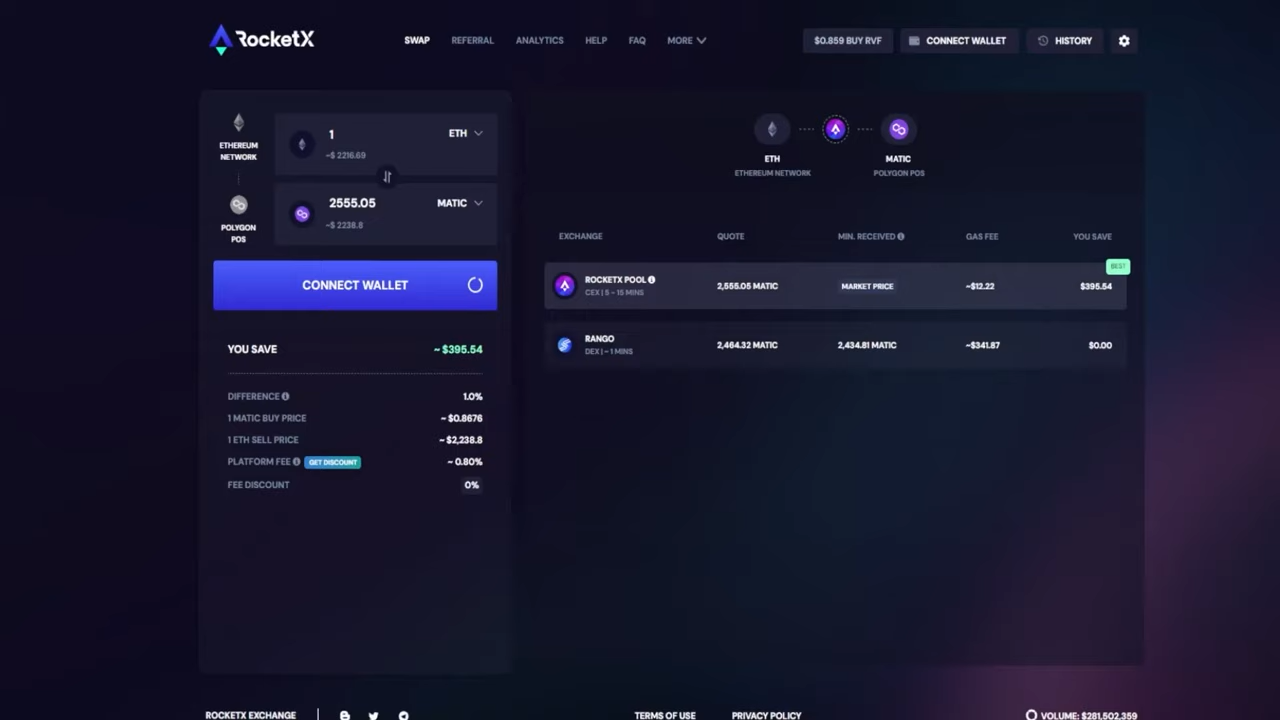 RocketX
SWAP
REFERRAL
ANALYTICS
HELP
FAQ
MORE
$0.859 BUY RVF
CONNECT WALLET
HISTORY
ETHEREUM
NETWORK
1
ETH
~$ 2216.69
POLYGON
POS
2555.05
MATIC
~$ 2238.8
CONNECT WALLET
YOU SAVE
~ $395.54
DIFFERENCE
1.0%
1 MATIC BUY PRICE
~ $0.8676
1 ETH SELL PRICE
~ $2,238.8
PLATFORM FEE
GET DISCOUNT
~ 0.80%
FEE DISCOUNT
0%
ETH
ETHEREUM NETWORK
MATIC
POLYGON POS
EXCHANGE
QUOTE
MIN. RECEIVED
GAS FEE
YOU SAVE
BEST
ROCKETX POOL
CEX | 5 - 15 MINS
2,555.05 MATIC
MARKET PRICE
~$12.22
$395.54
RANGO
DEX | ~ 1 MINS
2,464.32 MATIC
2,434.81 MATIC
~$341.87
$0.00
ROCKETX EXCHANGE
TERMS OF USE
PRIVACY POLICY
VOLUME: $281,502,359